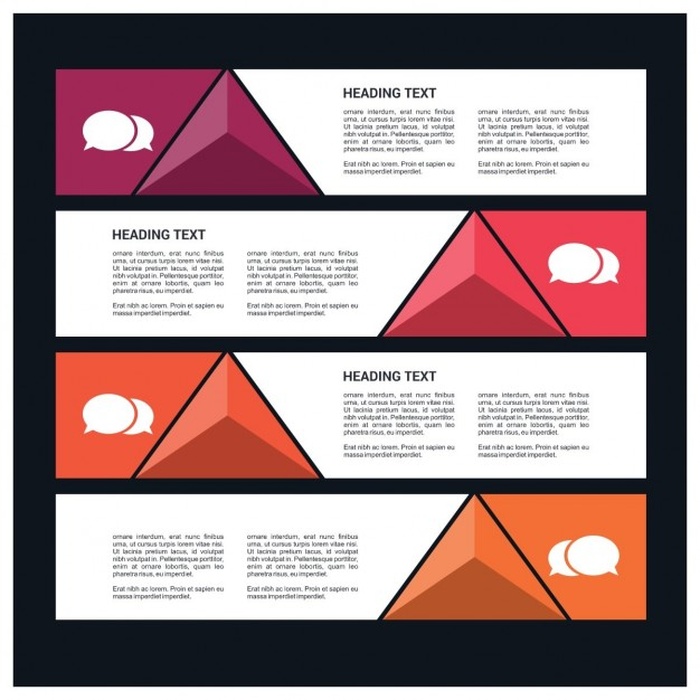 HEADING TEXT
ornare interdum, erat nunc finibus
urna, ut cursus turpis lorem vitae nisi.
Ut lacinia pretium lacus, id volutpat
nibh volutpat in. Pellentesque porttitor,
enim at ornare lobortis, quam leo
pharetra risus, eu imperdiet.
Erat nibh ac lorem. Proin et sapien eu
massa imperdiet imperdiet.
ornare interdum, erat nunc finibus
urna, ut cursus turpis lorem vitae nisi.
Ut lacinia pretium lacus, id volutpat
nibh volutpat in. Pellentesque porttitor,
enim at ornare lobortis, quam leo
pharetra risus, eu imperdiet.
Erat nibh ac lorem. Proin et sapien eu
massa imperdiet imperdiet.
HEADING TEXT
ornare interdum, erat nunc finibus
urna, ut cursus turpis lorem vitae nisi.
Ut lacinia pretium lacus, id volutpat
nibh volutpat in. Pellentesque porttitor,
enim at ornare lobortis, quam leo
pharetra risus, eu imperdiet.
Erat nibh ac lorem. Proin et sapien eu
massa imperdiet imperdiet.
ornare interdum, erat nunc finibus
urna, ut cursus turpis lorem vitae nisi.
Ut lacinia pretium lacus, id volutpat
nibh volutpat in. Pellentesque porttitor,
enim at ornare lobortis, quam leo
pharetra risus, eu imperdiet.
Erat nibh ac lorem. Proin et sapien eu
massa imperdiet imperdiet.
HEADING TEXT
ornare interdum, erat nunc finibus
urna, ut cursus turpis lorem vitae nisi.
Ut lacinia pretium lacus, id volutpat
nibh volutpat in. Pellentesque porttitor,
enim at ornare lobortis, quam leo
pharetra risus, eu imperdiet.
Erat nibh ac lorem. Proin et sapien eu
massa imperdiet imperdiet.
ornare interdum, erat nunc finibus
urna, ut cursus turpis lorem vitae nisi.
Ut lacinia pretium lacus, id volutpat
nibh volutpat in. Pellentesque porttitor,
enim at ornare lobortis, quam leo
pharetra risus, eu imperdiet.
Erat nibh ac lorem. Proin et sapien eu
massa imperdiet imperdiet.
ornare interdum, erat nunc finibus
urna, ut cursus turpis lorem vitae nisi.
Ut lacinia pretium lacus, id volutpat
nibh volutpat in. Pellentesque porttitor,
enim at ornare lobortis, quam leo
pharetra risus, eu imperdiet.
Erat nibh ac lorem. Proin et sapien eu
massa imperdiet imperdiet.
ornare interdum, erat nunc finibus
urna, ut cursus turpis lorem vitae nisi.
Ut lacinia pretium lacus, id volutpat
nibh volutpat in. Pellentesque porttitor,
enim at ornare lobortis, quam leo
pharetra risus, eu imperdiet.
Erat nibh ac lorem. Proin et sapien eu
massa imperdiet imperdiet.